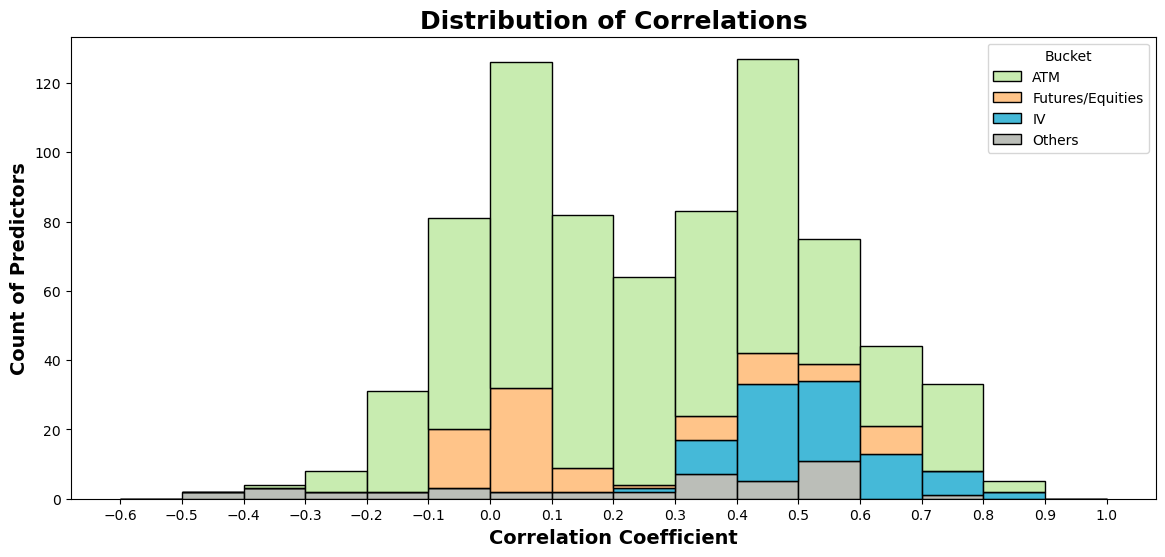 Distribution of Correlations
Bucket
ATM
Futures/Equities
IV
Others
Count of Predictors
120
100
80
60
40
20
0
−0.6 −0.5 −0.4 −0.3 −0.2 −0.1 0.0 0.1 0.2 0.3 0.4 0.5 0.6 0.7 0.8 0.9 1.0
Correlation Coefficient